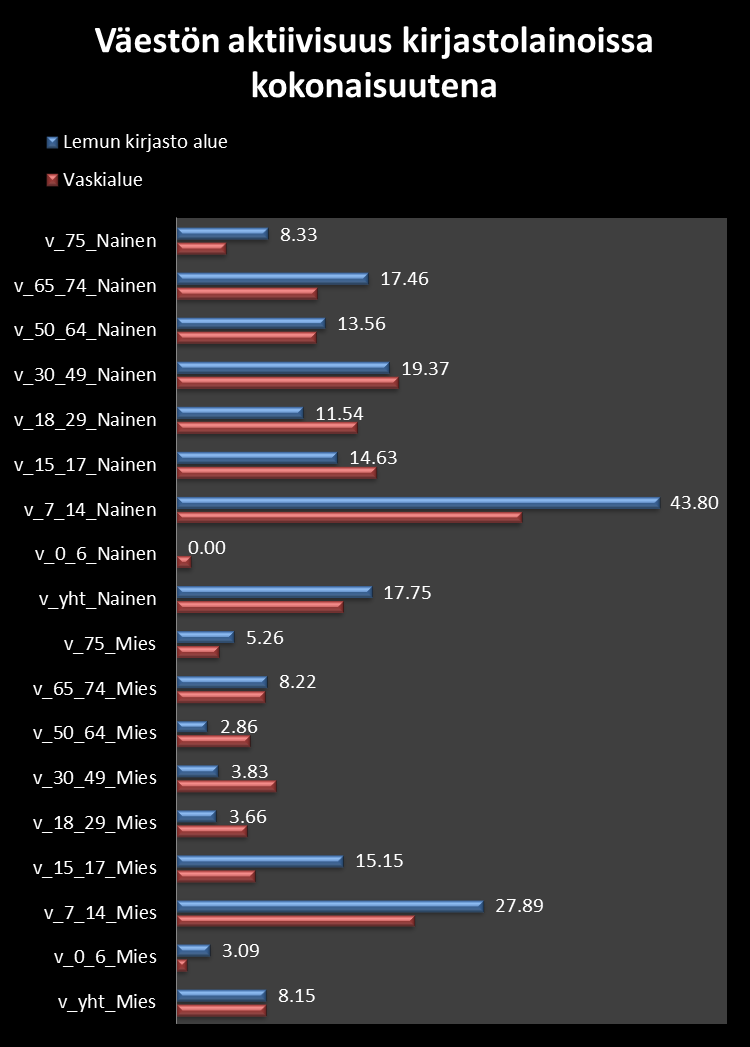 Väestön aktiivisuus kirjastolainoissa
kokonaisuutena
Lemun kirjasto alue
Vaskialue
v_75_Nainen 8.33
v_65_74_Nainen 17.46
v_50_64_Nainen 13.56
v_30_49_Nainen 19.37
v_18_29_Nainen 11.54
v_15_17_Nainen 14.63
v_7_14_Nainen 43.80
v_0_6_Nainen 0.00
v_yht_Nainen 17.75
v_75_Mies 5.26
v_65_74_Mies 8.22
v_50_64_Mies 2.86
v_30_49_Mies 3.83
v_18_29_Mies 3.66
v_15_17_Mies 15.15
v_7_14_Mies 27.89
v_0_6_Mies 3.09
v_yht_Mies 8.15